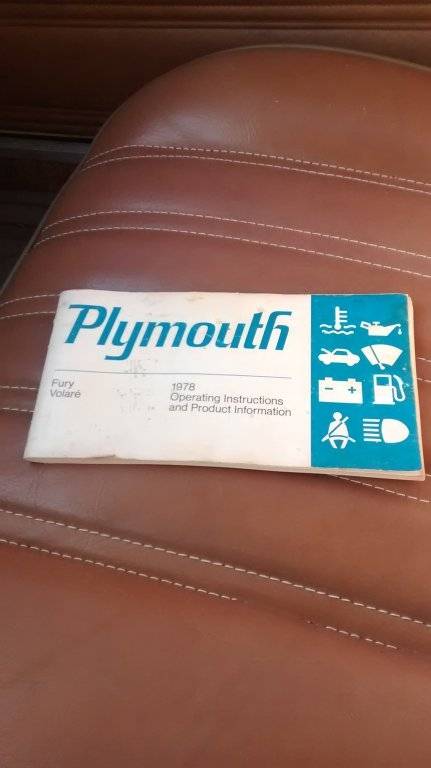 Plymouth
Fury
Volaré
1978
Operating Instructions
and Product Information